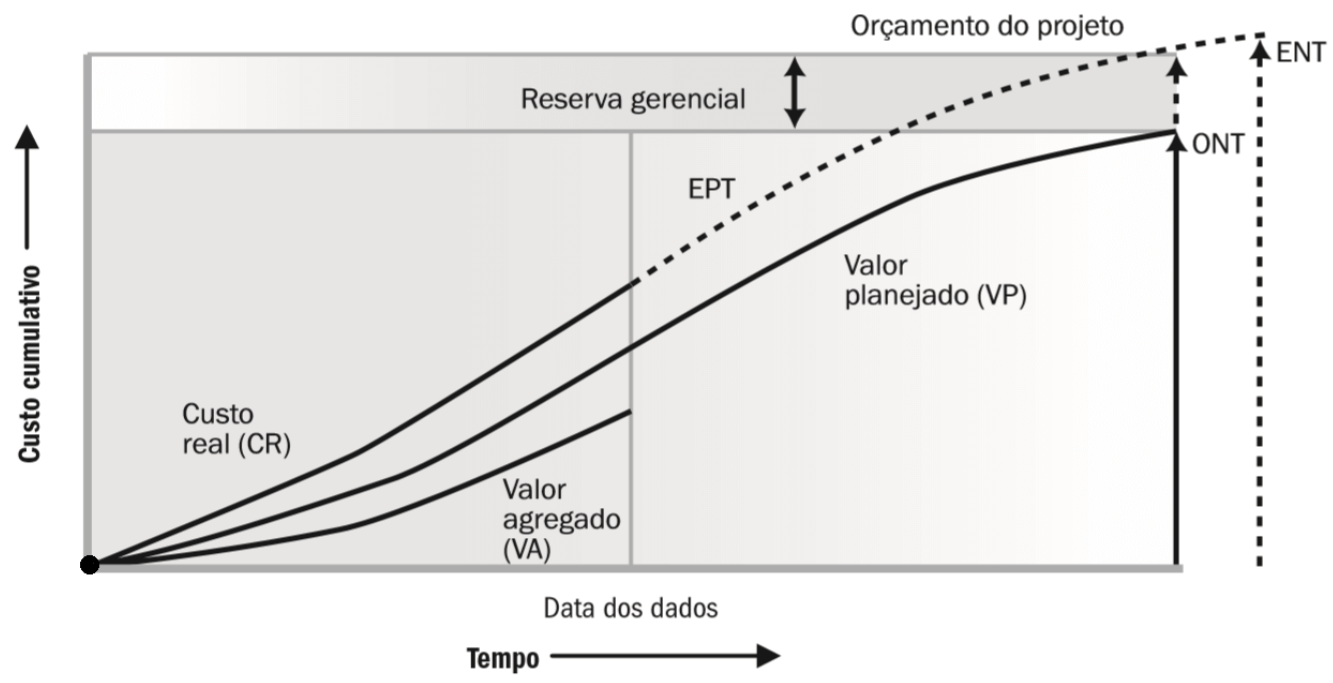 Orçamento do projeto
ENT
Reserva gerencial
ONT
EPT
Valor
planejado (VP)
Custo cumulativo
Custo
real (CR)
Valor
agregado
(VA)
Data dos dados
Tempo